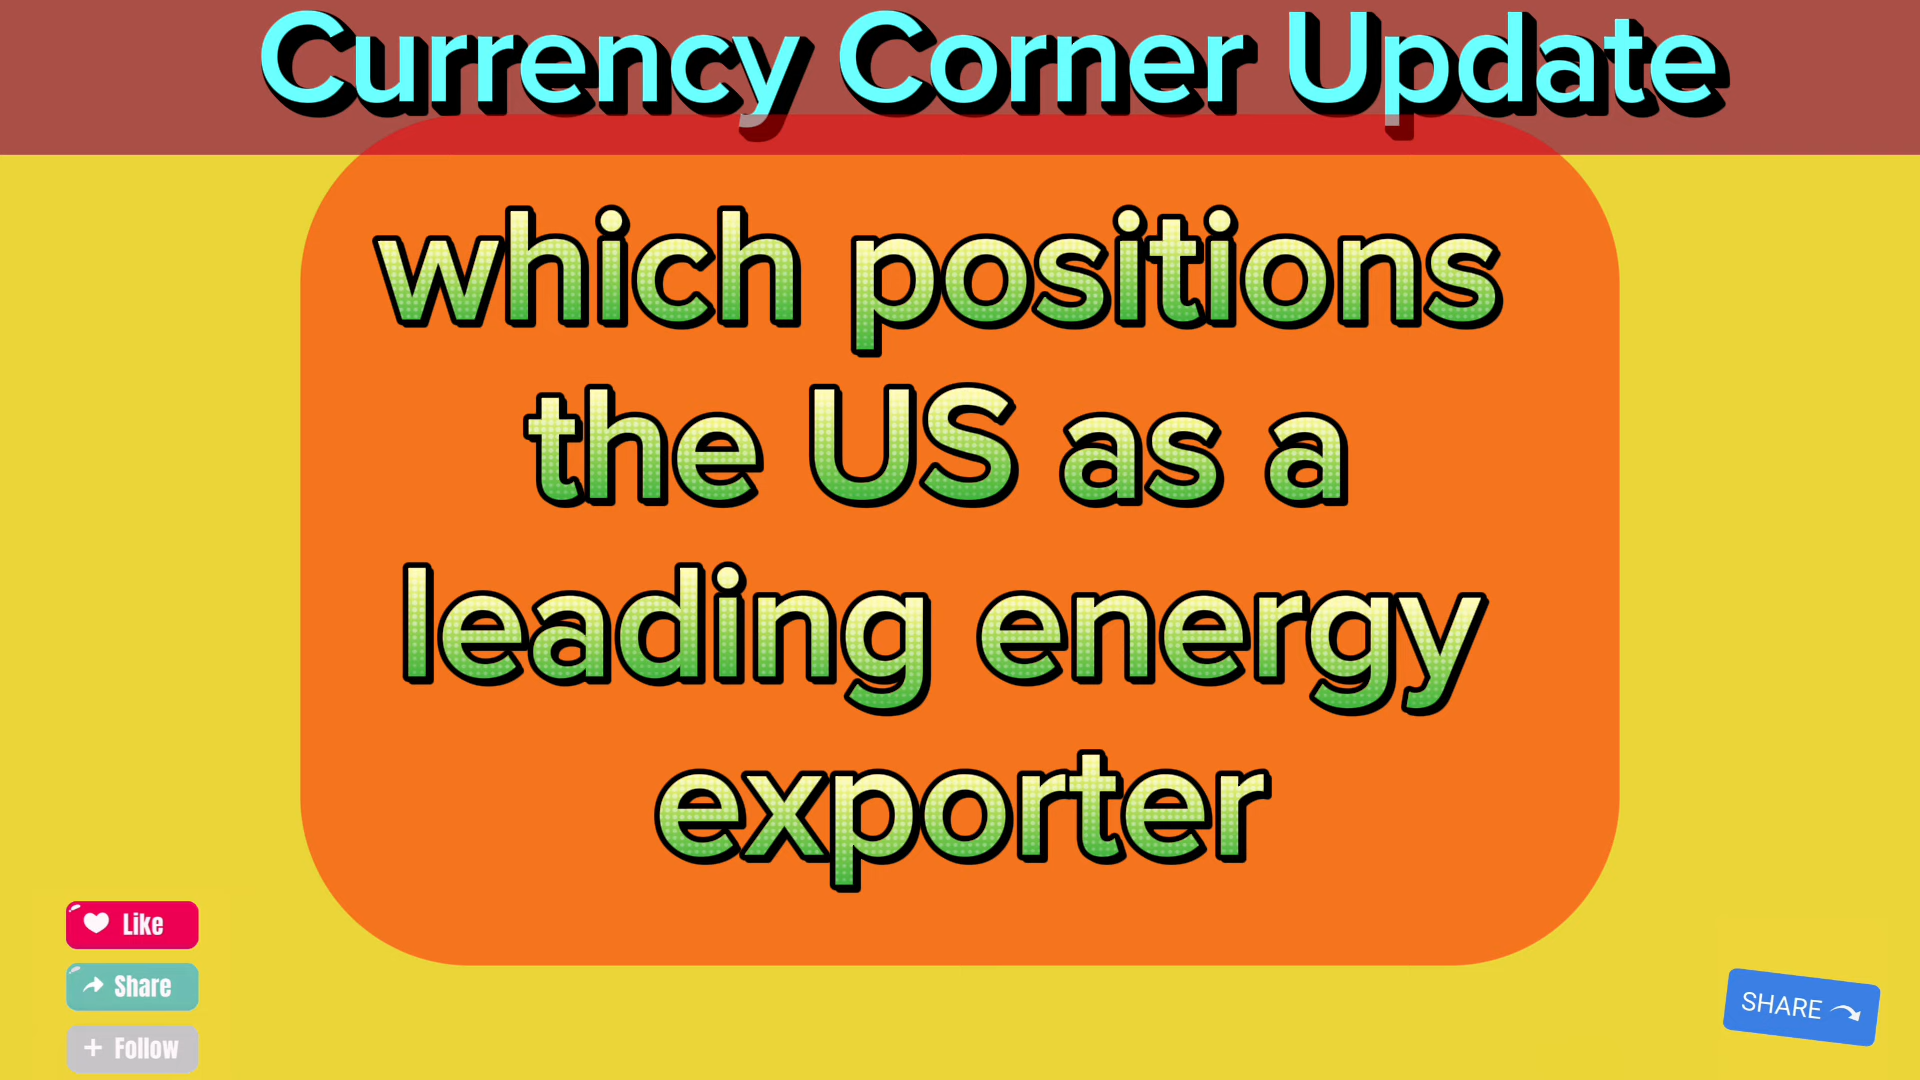 Currency Corner Update
which positions
the US as a
leading energy
exporter
Like
Share
+ Follow
SHARE